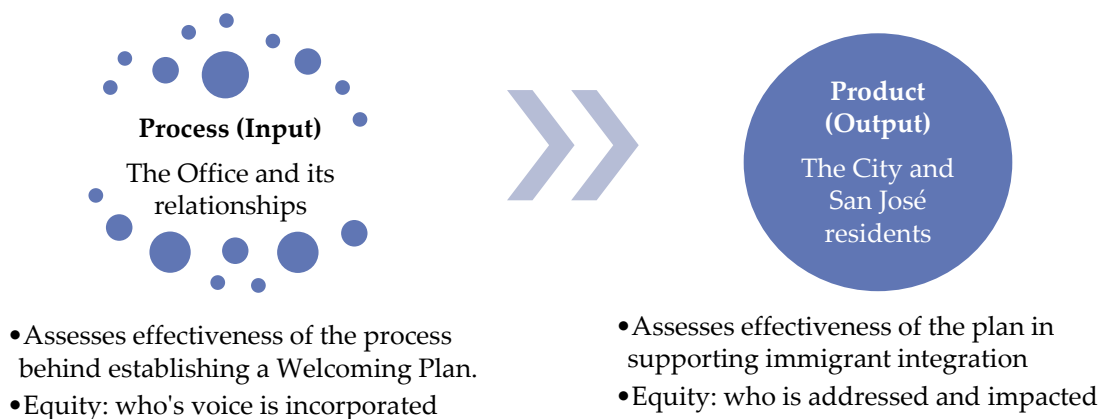 Process (Input)
The Office and its
relationships
Product
(Output)
The City and
San José
residents
•Assesses effectiveness of the process
behind establishing a Welcoming Plan.
•Equity: who's voice is incorporated
•Assesses effectiveness of the plan in
supporting immigrant integration
•Equity: who is addressed and impacted